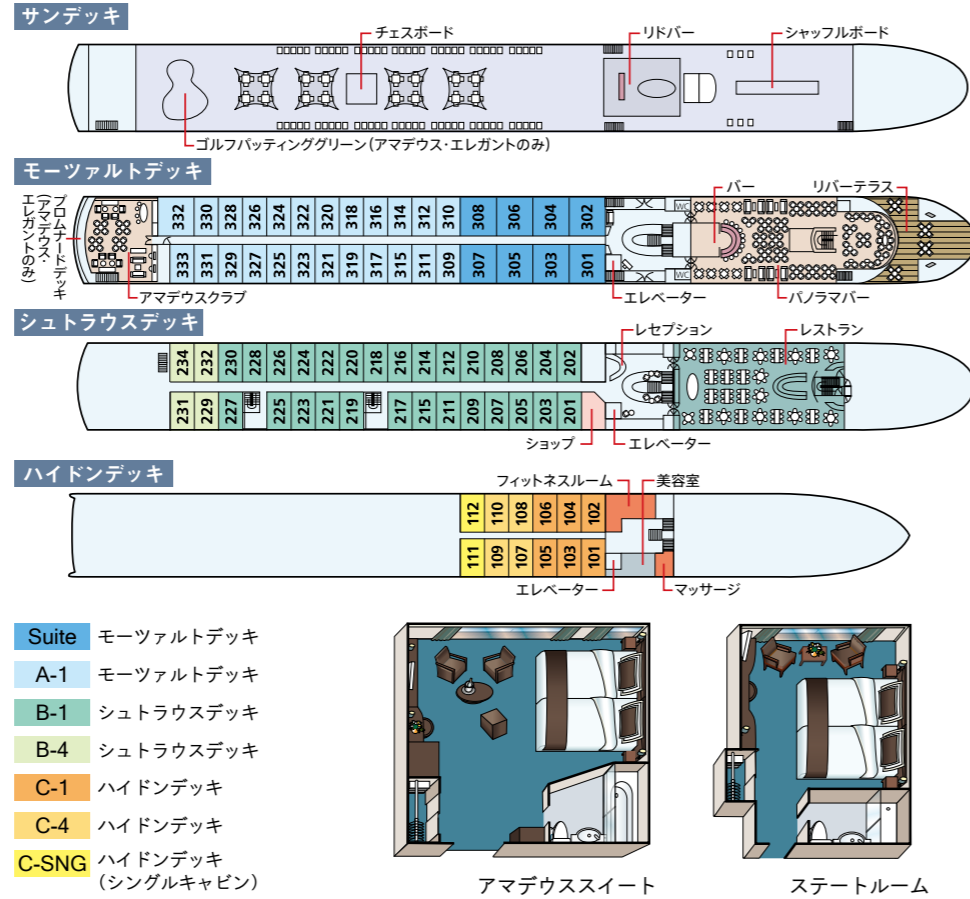 サンデッキ
チェスボード
リドバー
シャッフルボード
ゴルフパッティンググリーン(アマデウス・エレガントのみ)
モーツァルトデッキ
プロムナードデッキ
(アマデウス・
エレガントのみ)
バー
リバーテラス
332 330 328 326 324 322 320 318 316 314 312 310 308 306 304 302
WC
333 331 329 327 325 323 321 319 317 315 311 309 307 305 303 301
WC
アマデウスクラブ
エレベーター
パノラマバー
シュトラウスデッキ
レセプション
レストラン
234 232 230 228 226 224 222 220 218 216 214 212 210 208 206 204 202
231 229 227 225 223 221 219 217 215 211 209 207 205 203 201
ショップ
エレベーター
ハイドンデッキ
フィットネスルーム
美容室
112 110 108 106 104 102
111 109 107 105 103 101
エレベーター
マッサージ
Suite モーツァルトデッキ
A-1 モーツァルトデッキ
B-1 シュトラウスデッキ
B-4 シュトラウスデッキ
C-1 ハイドンデッキ
C-4 ハイドンデッキ
C-SNG ハイドンデッキ
(シングルキャビン)
アマデウススイート
ステートルーム